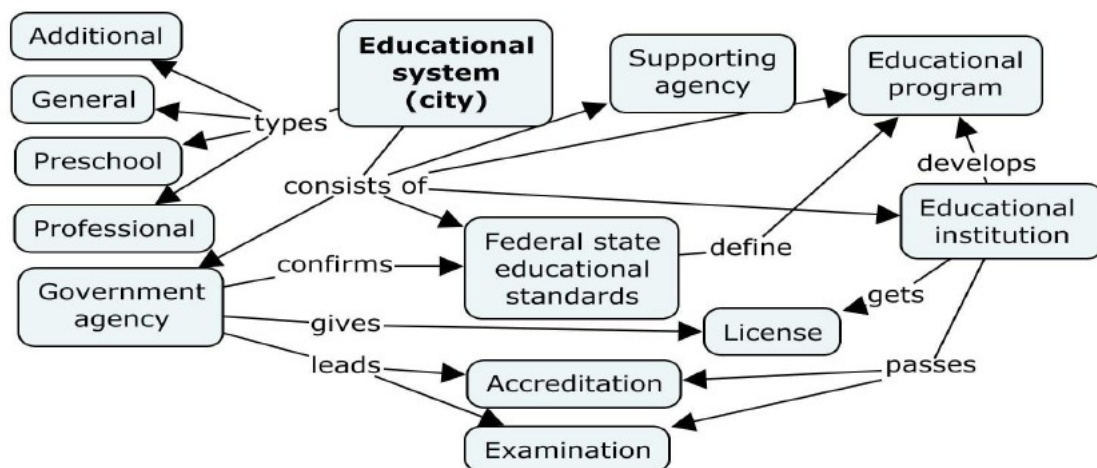 Additional
General
Preschool
Professional
Government
agency
types
Educational
system
(city)
consists of
Supporting
agency
Educational
program
develops
Educational
institution
confirms
Federal state
educational
standards
define
gives
gets
License
leads
Accreditation
passes
Examination